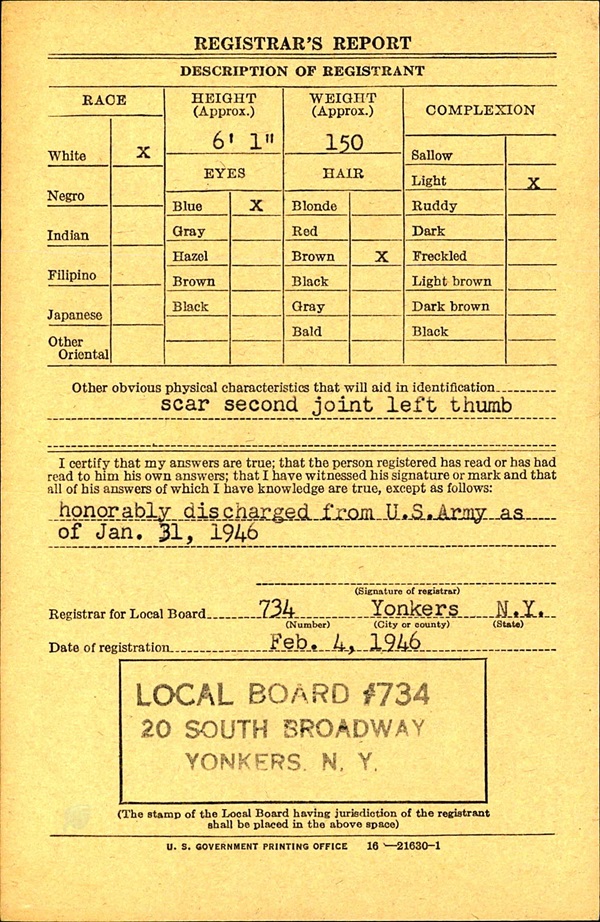 REGISTRAR'S REPORT
DESCRIPTION OF REGISTRANT
RACE
HEIGHT
(Approx.)
WEIGHT
(Approx.)
COMPLEXION
6' 1"
150
White X
Negro
Indian
Filipino
Japanese
Other
Oriental
EYES
Blue X
Gray
Hazel
Brown
Black
HAIR
Blonde
Red
Brown X
Black
Gray
Bald
Sallow
Light X
Ruddy
Dark
Freckled
Light brown
Dark brown
Black
Other obvious physical characteristics that will aid in identification
scar second joint left thumb
I certify that my answers are true; that the person registered has read or has had
read to him his own answers; that I have witnessed his signature or mark and that
all of his answers of which I have knowledge are true, except as follows:
honorably discharged from U.S.Army as
of Jan. 31, 1946
(Signature of registrar)
Registrar for Local Board 734 Yonkers N.Y.
(Number) (City or county) (State)
Date of registration Feb. 4, 1946
LOCAL BOARD #734
20 SOUTH BROADWAY
YONKERS, N. Y.
(The stamp of the Local Board having jurisdiction of the registrant
shall be placed in the above space)
U. S. GOVERNMENT PRINTING OFFICE 16—21630-1